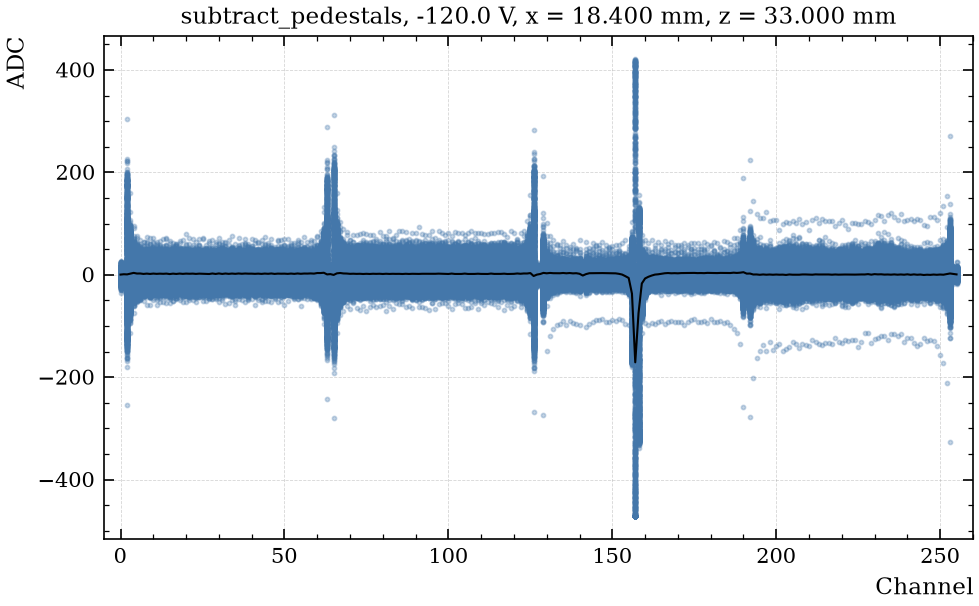 subtract_pedestals, -120.0 V, x = 18.400 mm, z = 33.000 mm
ADC
400
200
0
−200
−400
0 50 100 150 200 250
Channel